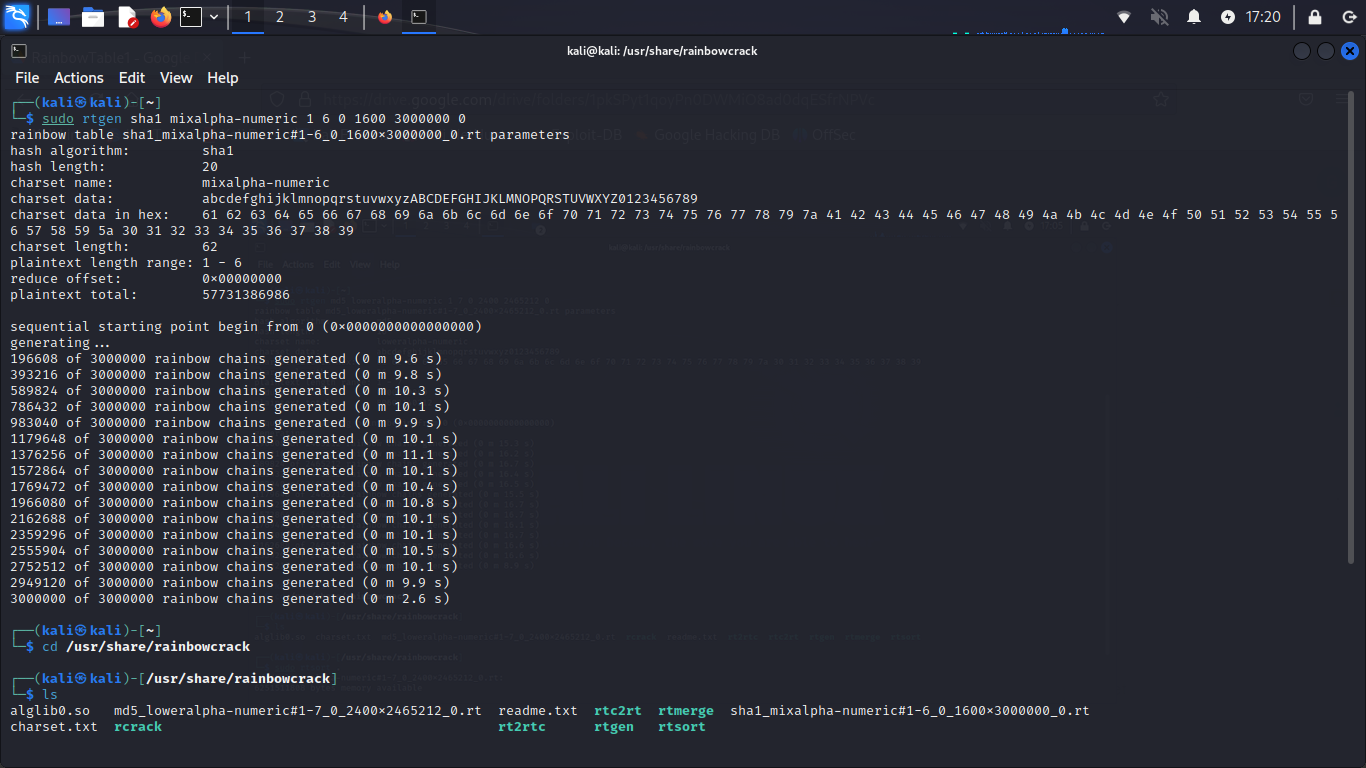 1 2 3 4 17:20
kali@kali: /usr/share/rainbowcrack
File Actions Edit View Help
┌──(kali㉿kali)-[~]
└─$ sudo rtgen sha1 mixalpha-numeric 1 6 0 1600 3000000 0
rainbow table sha1_mixalpha-numeric#1-6_0_1600×3000000_0.rt parameters
hash algorithm: sha1
hash length: 20
charset name: mixalpha-numeric
charset data: abcdefghijklmnopqrstuvwxyzABCDEFGHIJKLMNOPQRSTUVWXYZ0123456789
charset data in hex: 61 62 63 64 65 66 67 68 69 6a 6b 6c 6d 6e 6f 70 71 72 73 74 75 76 77 78 79 7a 41 42 43 44 45 46 47 48 49 4a 4b 4c 4d 4e 4f 50 51 52 53 54 55 5
6 57 58 59 5a 30 31 32 33 34 35 36 37 38 39
charset length: 62
plaintext length range: 1 - 6
reduce offset: 0×00000000
plaintext total: 57731386986
sequential starting point begin from 0 (0×0000000000000000)
generating...
196608 of 3000000 rainbow chains generated (0 m 9.6 s)
393216 of 3000000 rainbow chains generated (0 m 9.8 s)
589824 of 3000000 rainbow chains generated (0 m 10.3 s)
786432 of 3000000 rainbow chains generated (0 m 10.1 s)
983040 of 3000000 rainbow chains generated (0 m 9.9 s)
1179648 of 3000000 rainbow chains generated (0 m 10.1 s)
1376256 of 3000000 rainbow chains generated (0 m 11.1 s)
1572864 of 3000000 rainbow chains generated (0 m 10.1 s)
1769472 of 3000000 rainbow chains generated (0 m 10.4 s)
1966080 of 3000000 rainbow chains generated (0 m 10.8 s)
2162688 of 3000000 rainbow chains generated (0 m 10.1 s)
2359296 of 3000000 rainbow chains generated (0 m 10.1 s)
2555904 of 3000000 rainbow chains generated (0 m 10.5 s)
2752512 of 3000000 rainbow chains generated (0 m 10.1 s)
2949120 of 3000000 rainbow chains generated (0 m 9.9 s)
3000000 of 3000000 rainbow chains generated (0 m 2.6 s)
┌──(kali㉿kali)-[~]
└─$ cd /usr/share/rainbowcrack
┌──(kali㉿kali)-[/usr/share/rainbowcrack]
└─$ ls
alglib0.so md5_loweralpha-numeric#1-7_0_2400×2465212_0.rt readme.txt rtc2rt rtmerge sha1_mixalpha-numeric#1-6_0_1600×3000000_0.rt
charset.txt rcrack rt2rtc rtgen rtsort